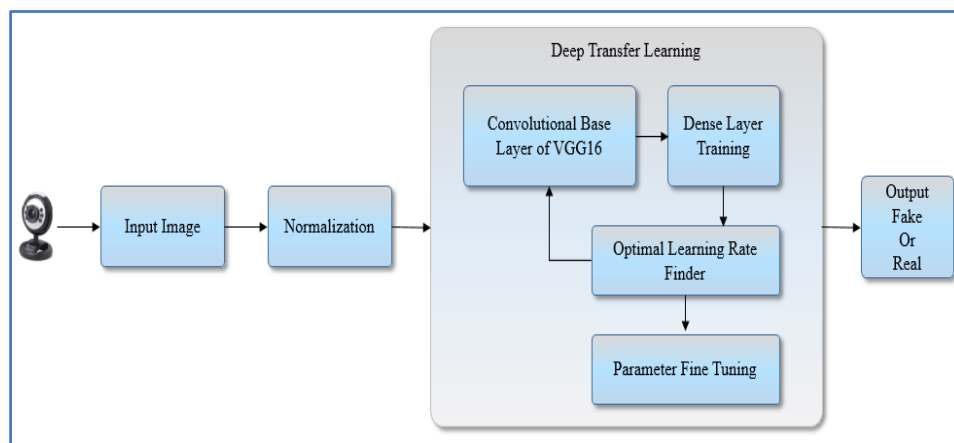 Deep Transfer Learning
Convolutional Base
Layer of VGG16
Dense Layer
Training
Input Image
Normalization
Optimal Learning Rate
Finder
Parameter Fine Tuning
Output
Fake
Or
Real